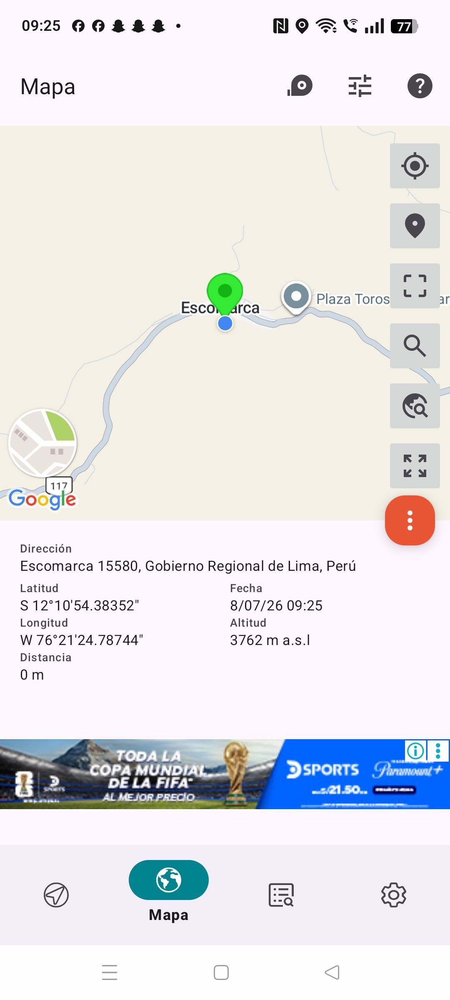 09:25
77
Mapa
Escomarca
Plaza Toros
117
Google
Dirección
Escomarca 15580, Gobierno Regional de Lima, Perú
Latitud
S 12°10'54.38352"
Fecha
8/07/26 09:25
Longitud
W 76°21'24.78744"
Altitud
3762 m a.s.l
Distancia
0 m
TODA LA
COPA MUNDIAL
DE LA FIFA
AL MEJOR PRECIO
SPORTS
DSPORTS
Paramount+
21.50
Mapa